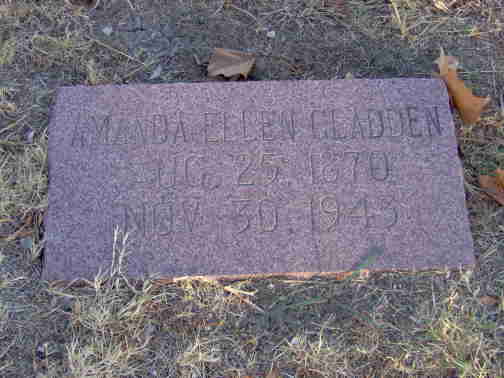 AMANDA ELLEN GLADDEN
AUG. 25, 1870
NOV. 30, 1943